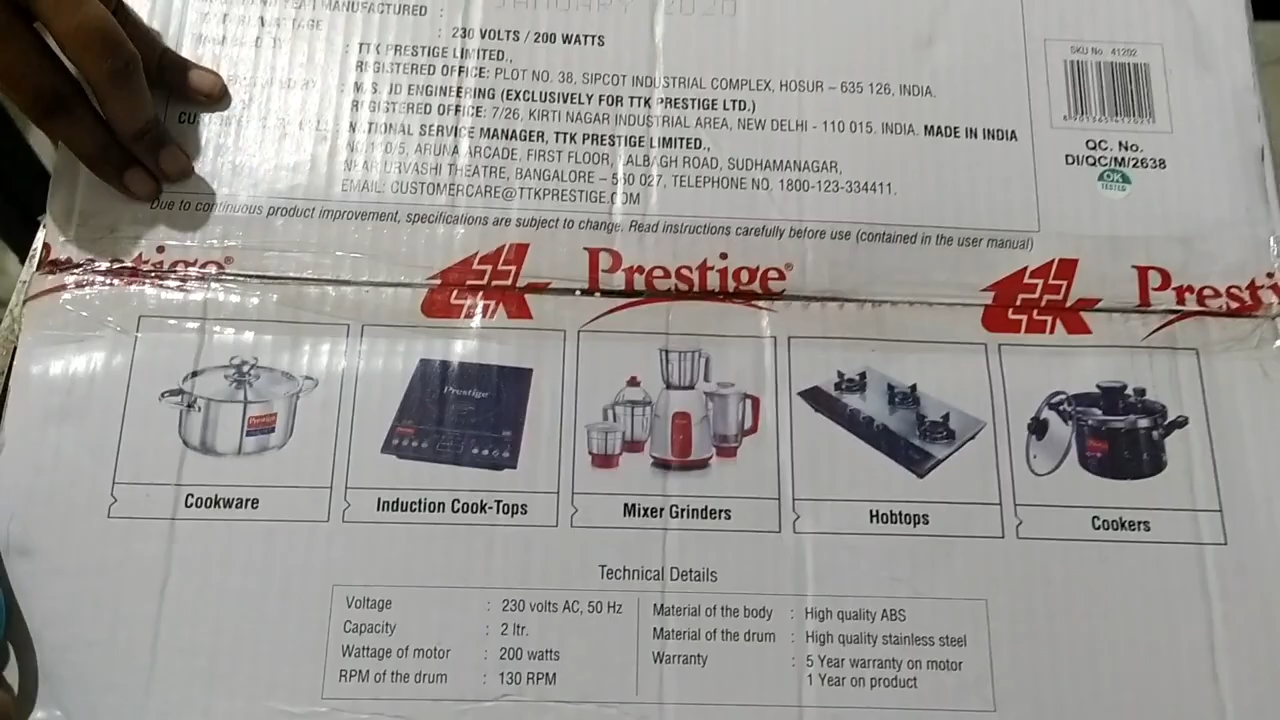 MANUFACTURED :
JANUARY 2020
: 230 VOLTS / 200 WATTS
: TTK PRESTIGE LIMITED.,
REGISTERED OFFICE: PLOT NO. 38, SIPCOT INDUSTRIAL COMPLEX, HOSUR – 635 126, INDIA.
: M/S. JD ENGINEERING (EXCLUSIVELY FOR TTK PRESTIGE LTD.)
REGISTERED OFFICE: 7/26, KIRTI NAGAR INDUSTRIAL AREA, NEW DELHI - 110 015. INDIA. MADE IN INDIA
: NATIONAL SERVICE MANAGER, TTK PRESTIGE LIMITED.,
ARUNA ARCADE, FIRST FLOOR, LALBAGH ROAD, SUDHAMANAGAR,
NEAR URVASHI THEATRE, BANGALORE – 560 027, TELEPHONE NO. 1800-123-334411.
EMAIL: CUSTOMERCARE@TTKPRESTIGE.COM
SKU No. 41202
QC. No.
DI/QC/M/2638
OK
TESTED
Due to continuous product improvement, specifications are subject to change. Read instructions carefully before use (contained in the user manual)
Prestige®
ttk
Prestige®
ttk
Presti
Prestige
Prestige
Cookware
Induction Cook-Tops
Mixer Grinders
Hobtops
Cookers
Technical Details
Voltage : 230 volts AC, 50 Hz
Capacity : 2 ltr.
Wattage of motor : 200 watts
RPM of the drum : 130 RPM
Material of the body : High quality ABS
Material of the drum : High quality stainless steel
Warranty : 5 Year warranty on motor
1 Year on product